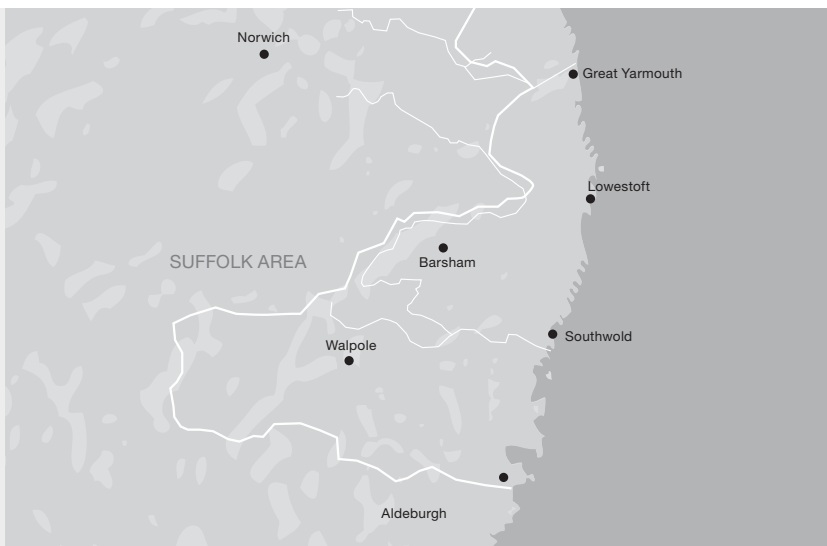 Norwich
Great Yarmouth
Lowestoft
SUFFOLK AREA
Barsham
Southwold
Walpole
Aldeburgh